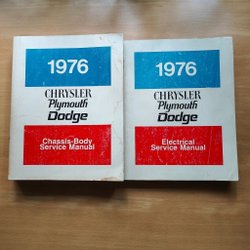 1976
CHRYSLER
Plymouth
Dodge
Chassis-Body
Service Manual
1976
CHRYSLER
Plymouth
Dodge
Electrical
Service Manual